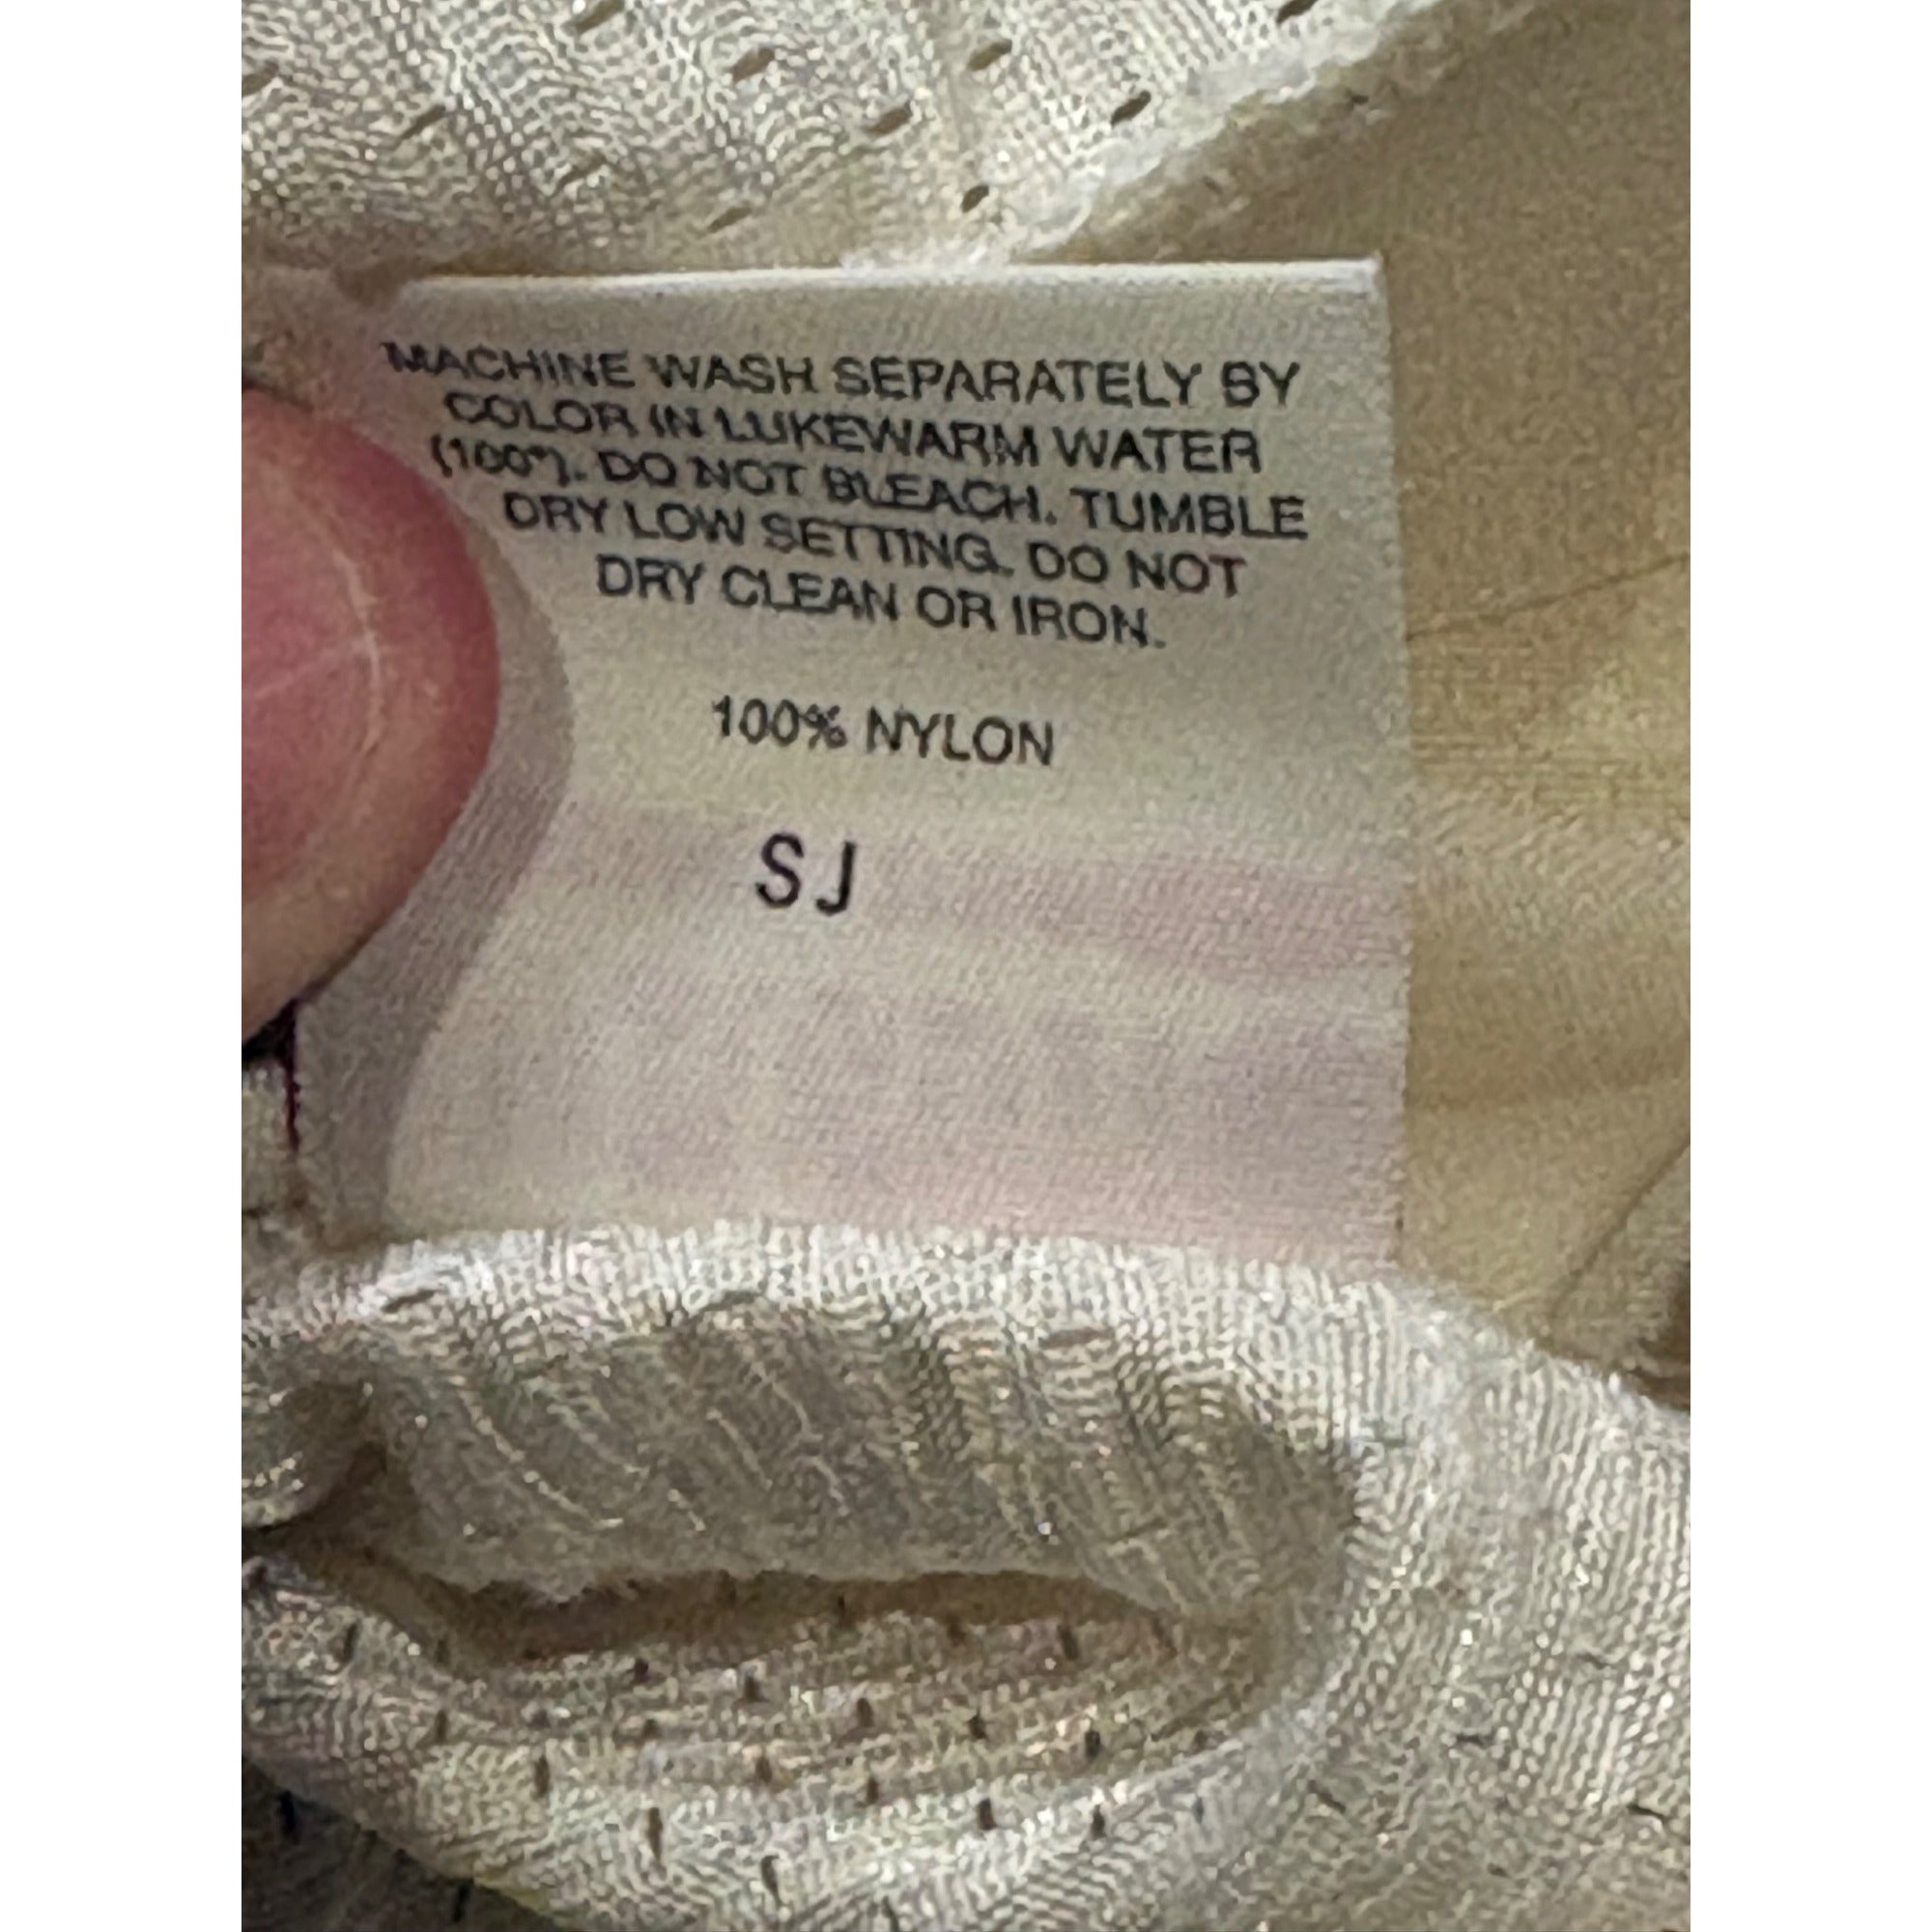 MACHINE WASH SEPARATELY BY
COLOR IN LUKEWARM WATER
(100°). DO NOT BLEACH. TUMBLE
DRY LOW SETTING. DO NOT
DRY CLEAN OR IRON.
100% NYLON
SJ